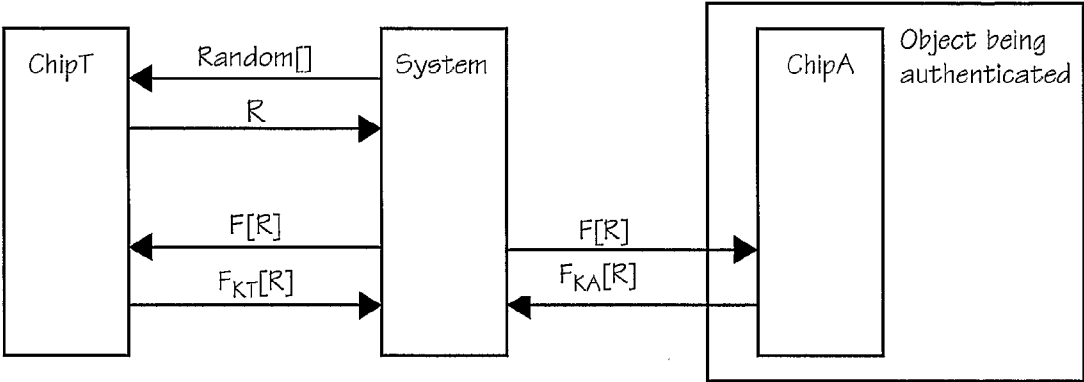 ChipT
Random[]
System
ChipA
Object being
authenticated
R
F[R]
F[R]
FKT[R]
FKA[R]